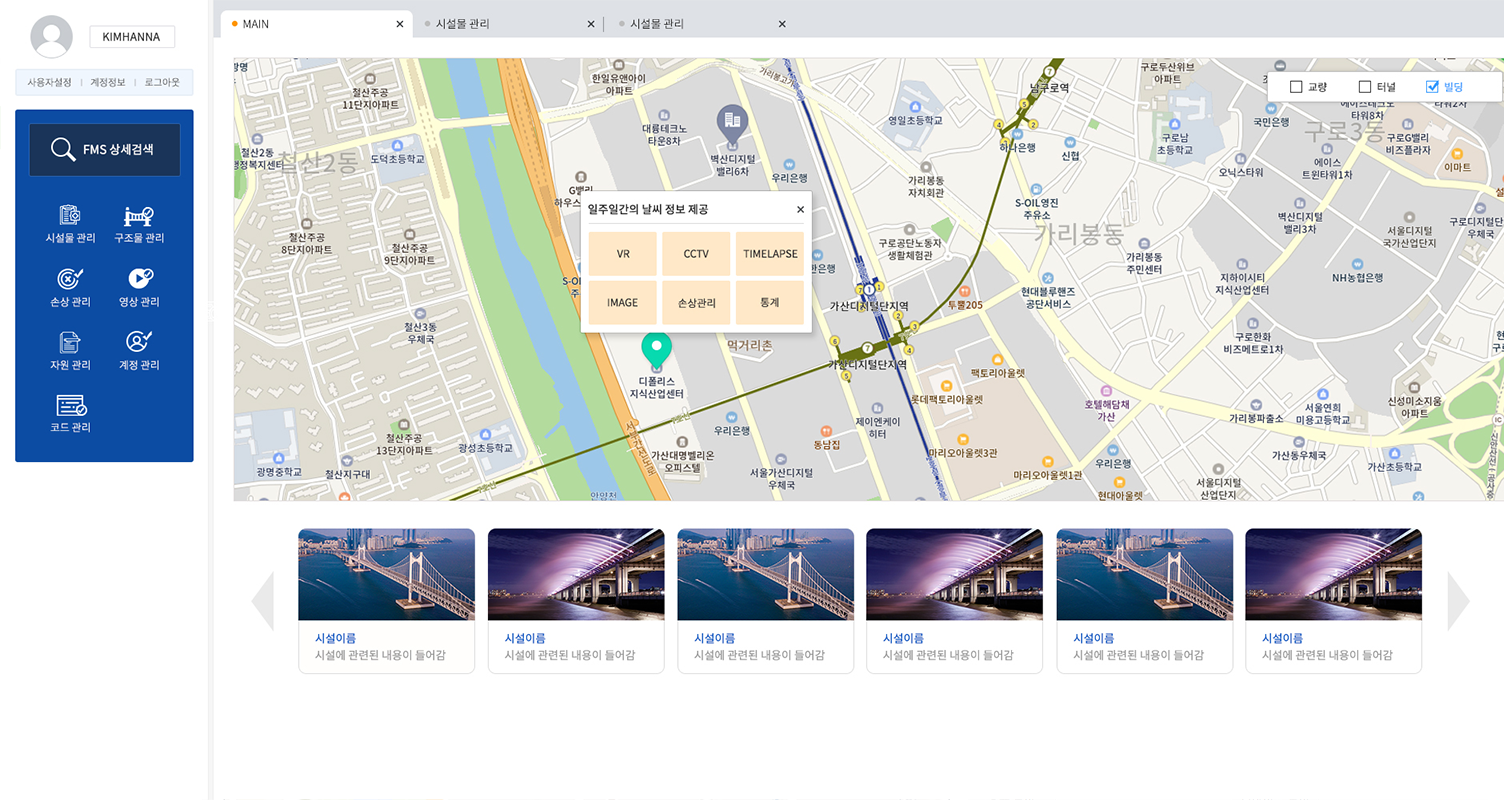 KIMHANNA
사용자설정 | 계정정보 | 로그아웃
FMS 상세검색
시설물 관리
구조물 관리
손상 관리
영상 관리
자원 관리
계정 관리
코드 관리
MAIN
시설물 관리
시설물 관리
교량
터널
빌딩
철산주공
11단지아파트
한일유앤아이
아파트
남구로역
구로두산위브
아파트
타워2차
국민은행
구로3동
구로G밸리
비즈플라자
이마트
철산2동
행정복지센터
철산2동
도덕초등학교
대륭테크노
타운8차
벽산디지털
밸리6차
우리은행
영일초등학교
하나은행
신협
구로남
초등학교
오닉스타워
에이스
트윈타워1차
가리봉동
자치회관
S-OIL영진
주유소
가리봉동
벽산디지털
밸리3차
서울디지털
국가산업단지
구로디지털
우체국
일주일간의 날씨 정보 제공
VR
CCTV
TIMELAPSE
IMAGE
손상관리
통계
철산주공
8단지아파트
철산주공
9단지아파트
구로공단노동자
생활체험관
가리봉동
주민센터
지하이시티
지식산업센터
NH농협은행
현대블루핸즈
공단서비스
투뿔205
가산디지털단지역
가산디지털단지역
철산3동
우체국
먹거리촌
구로한화
비즈메트로1차
디폴리스
지식산업센터
팩토리아울렛
롯데팩토리아울렛
호텔해담채
가산
가리봉파출소
서울연희
미용고등학교
신성미소지움
아파트
제이엔케이
히터
우리은행
동남집
철산주공
13단지아파트
광성초등학교
가산대명벨리온
오피스텔
서울가산디지털
우체국
마리오아울렛3관
마리오아울렛1관
우리은행
현대아울렛
서울디지털
산업단지
가산동우체국
가산초등학교
광명중학교
철산지구대
안양천
시설이름
시설에 관련된 내용이 들어감
시설이름
시설에 관련된 내용이 들어감
시설이름
시설에 관련된 내용이 들어감
시설이름
시설에 관련된 내용이 들어감
시설이름
시설에 관련된 내용이 들어감
시설이름
시설에 관련된 내용이 들어감